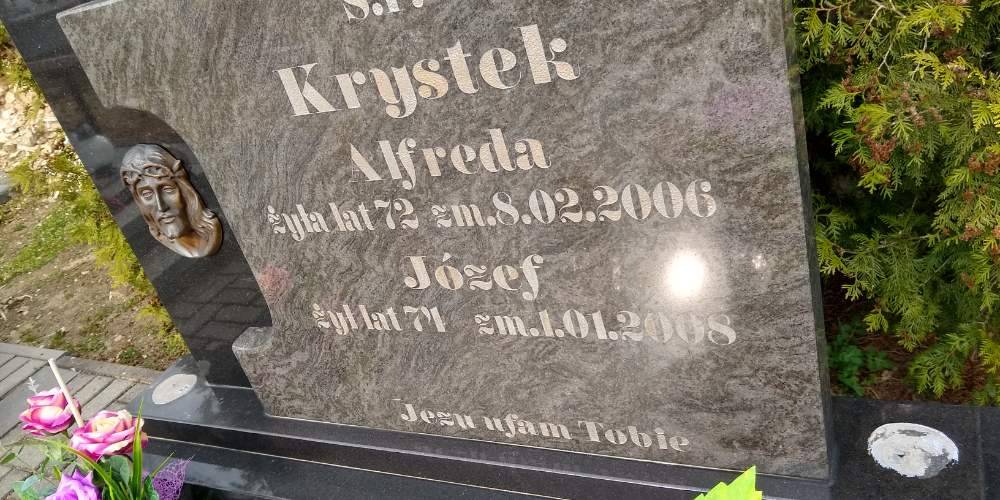 Ś.P.
Krystek
Alfreda
żyła lat 72 zm.8.02.2006
Józef
żył lat 74 zm.1.01.2008
Jezu ufam Tobie